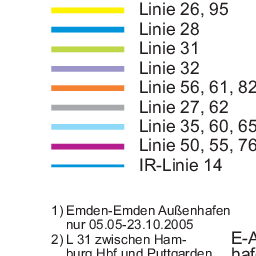 Linie 26, 95
Linie 28
Linie 31
Linie 32
Linie 56, 61, 82
Linie 27, 62
Linie 35, 60, 65
Linie 50, 55, 76
IR-Linie 14
1) Emden-Emden Außenhafen
nur 05.05-23.10.2005
2) L 31 zwischen Ham-
burg Hbf und Puttgarden
E-A
haf